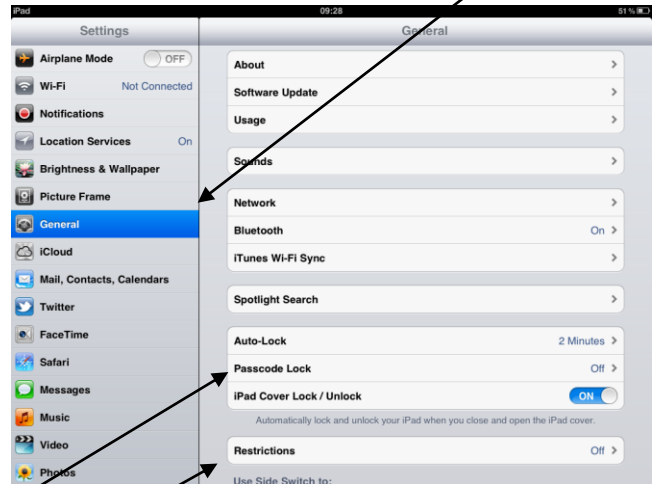 iPad 09:28 51 %
Settings
General
Airplane Mode OFF
Wi-Fi Not Connected
Notifications
Location Services On
Brightness & Wallpaper
Picture Frame
General
iCloud
Mail, Contacts, Calendars
Twitter
FaceTime
Safari
Messages
Music
Video
Photos
About
Software Update
Usage
Sounds
Network
Bluetooth On
iTunes Wi-Fi Sync
Spotlight Search
Auto-Lock 2 Minutes
Passcode Lock Off
iPad Cover Lock / Unlock ON
Automatically lock and unlock your iPad when you close and open the iPad cover.
Restrictions Off
Use Side Switch to: